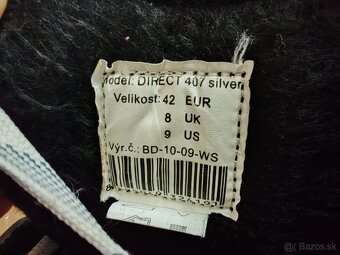 Model: DIRECT 407 silver
Velikost: 42 EUR
8 UK
9 US
Výr.č.: BD-10-09-WS
© Bazos.sk